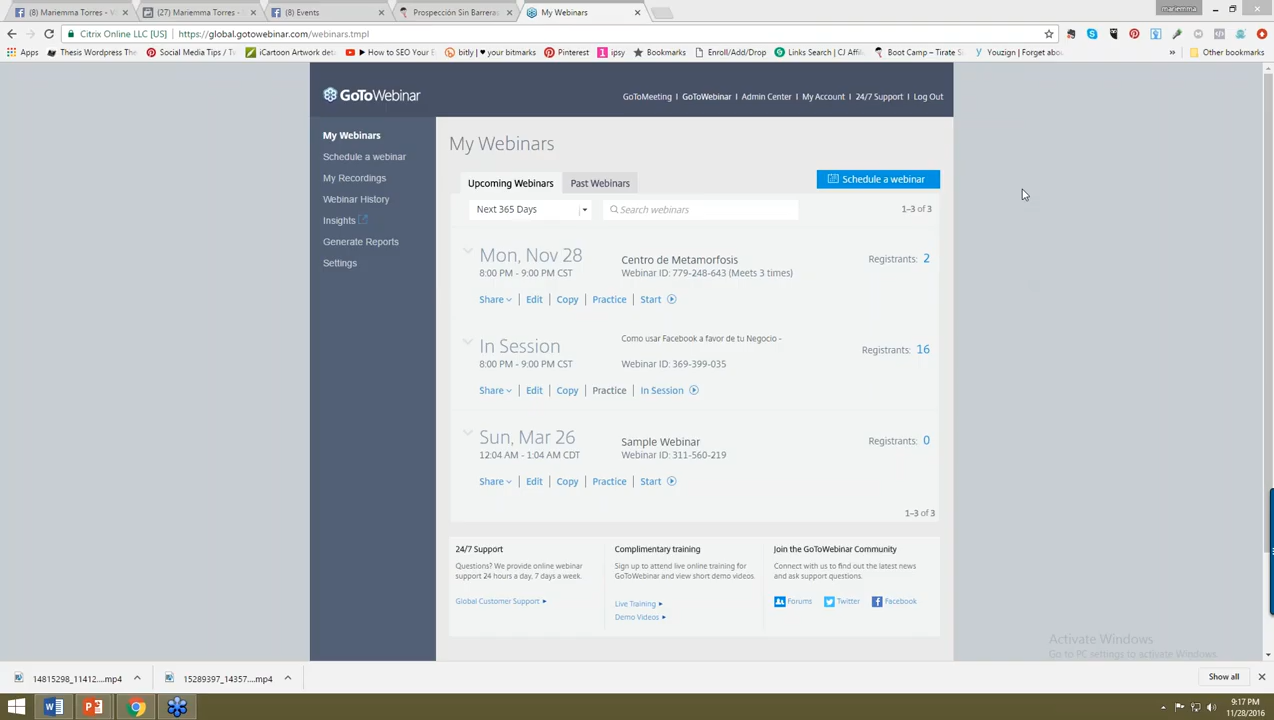 (8) Mariemma Torres - V
(27) Mariemma Torres -
(8) Events
Prospección Sin Barreras
My Webinars
mariemma
Citrix Online LLC [US] https://global.gotowebinar.com/webinars.tmpl
Apps Thesis Wordpress The Social Media Tips / Te iCartoon Artwork det How to SEO Your E bitly | ♥ your bitmarks Pinterest ipsy Bookmarks Enroll/Add/Drop Links Search | CJ Affili Boot Camp – Tirate S Youzign | Forget abou » Other bookmarks
GoToWebinar
GoToMeeting | GoToWebinar | Admin Center | My Account | 24/7 Support | Log Out
My Webinars
Schedule a webinar
My Recordings
Webinar History
Insights
Generate Reports
Settings
My Webinars
Upcoming Webinars Past Webinars
Schedule a webinar
Next 365 Days Search webinars 1–3 of 3
Mon, Nov 28 Centro de Metamorfosis Registrants: 2
8:00 PM - 9:00 PM CST Webinar ID: 779-248-643 (Meets 3 times)
Share | Edit | Copy | Practice | Start
In Session Como usar Facebook a favor de tu Negocio - Registrants: 16
8:00 PM - 9:00 PM CST Webinar ID: 369-399-035
Share | Edit | Copy | Practice | In Session
Sun, Mar 26 Sample Webinar Registrants: 0
12:04 AM - 1:04 AM CDT Webinar ID: 311-560-219
Share | Edit | Copy | Practice | Start
1–3 of 3
24/7 Support
Questions? We provide online webinar
support 24 hours a day, 7 days a week.
Global Customer Support
Complimentary training
Sign up to attend live online training for
GoToWebinar and view short demo videos.
Live Training
Demo Videos
Join the GoToWebinar Community
Connect with us to find out the latest news
and ask support questions.
Forums Twitter Facebook
Activate Windows
Go to PC settings to activate Windows.
14815298_11412....mp4
15289397_14357....mp4
Show all
9:17 PM
11/28/2016